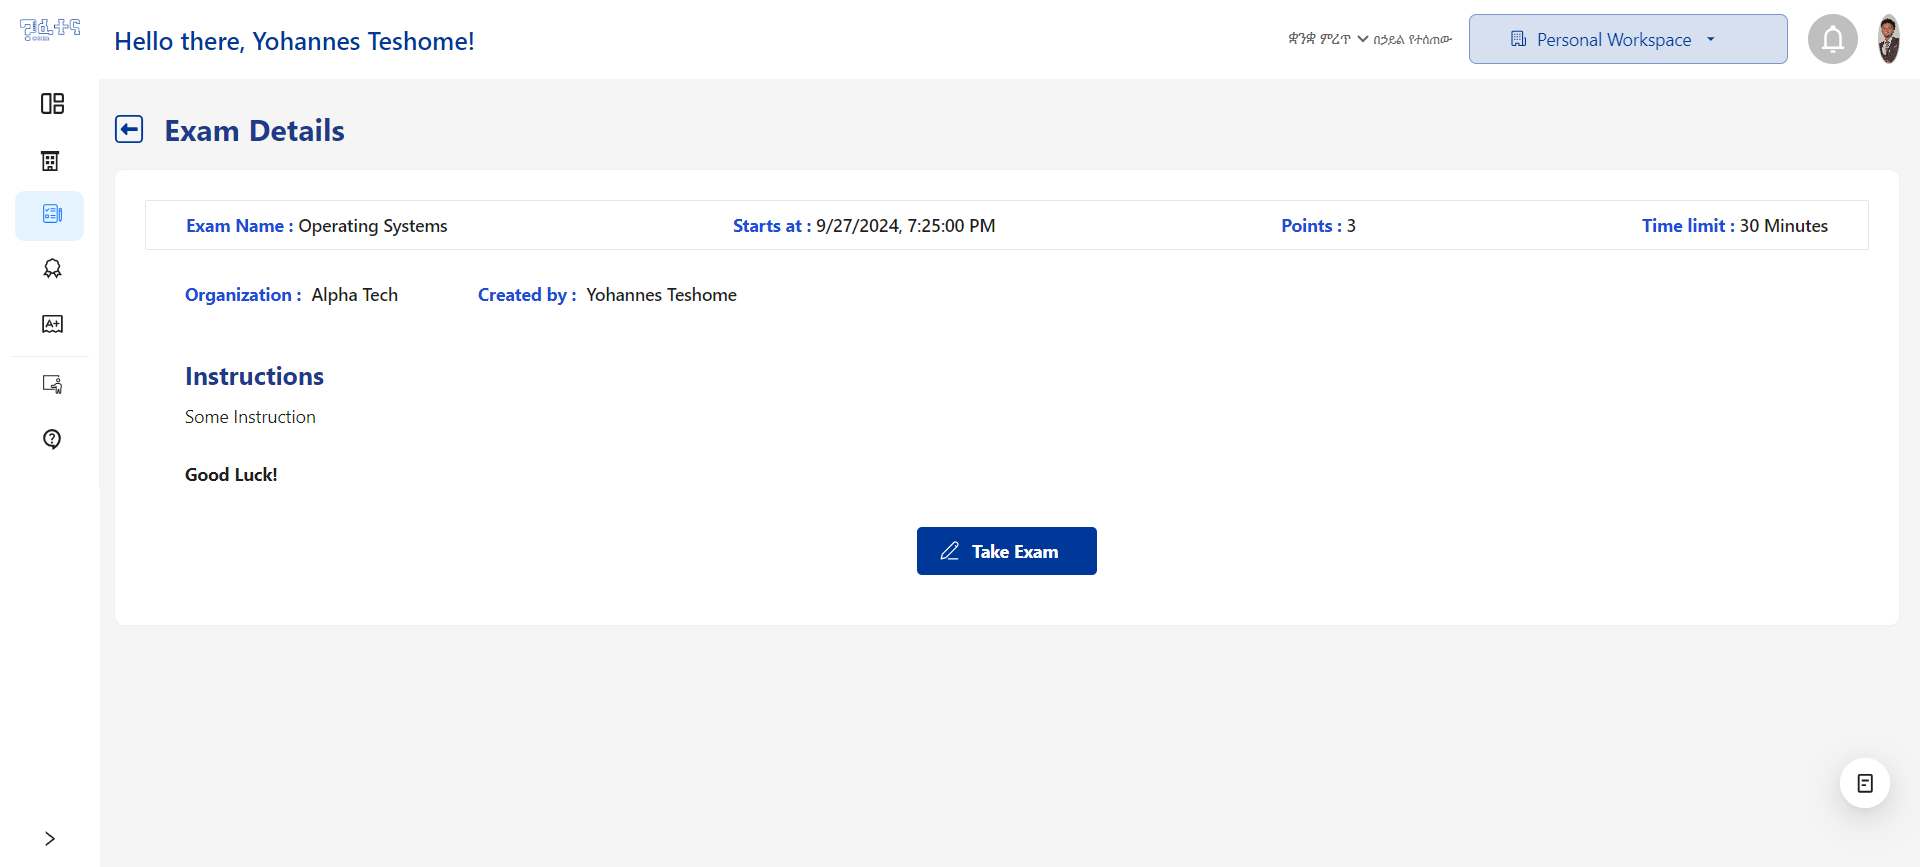 ፈተና
.com
Hello there, Yohannes Teshome!
ቋንቋ ምረጥ በኃይል የተሰጠው
Personal Workspace
Exam Details
Exam Name : Operating Systems
Starts at : 9/27/2024, 7:25:00 PM
Points : 3
Time limit : 30 Minutes
Organization : Alpha Tech
Created by : Yohannes Teshome
A+
Instructions
Some Instruction
Good Luck!
Take Exam